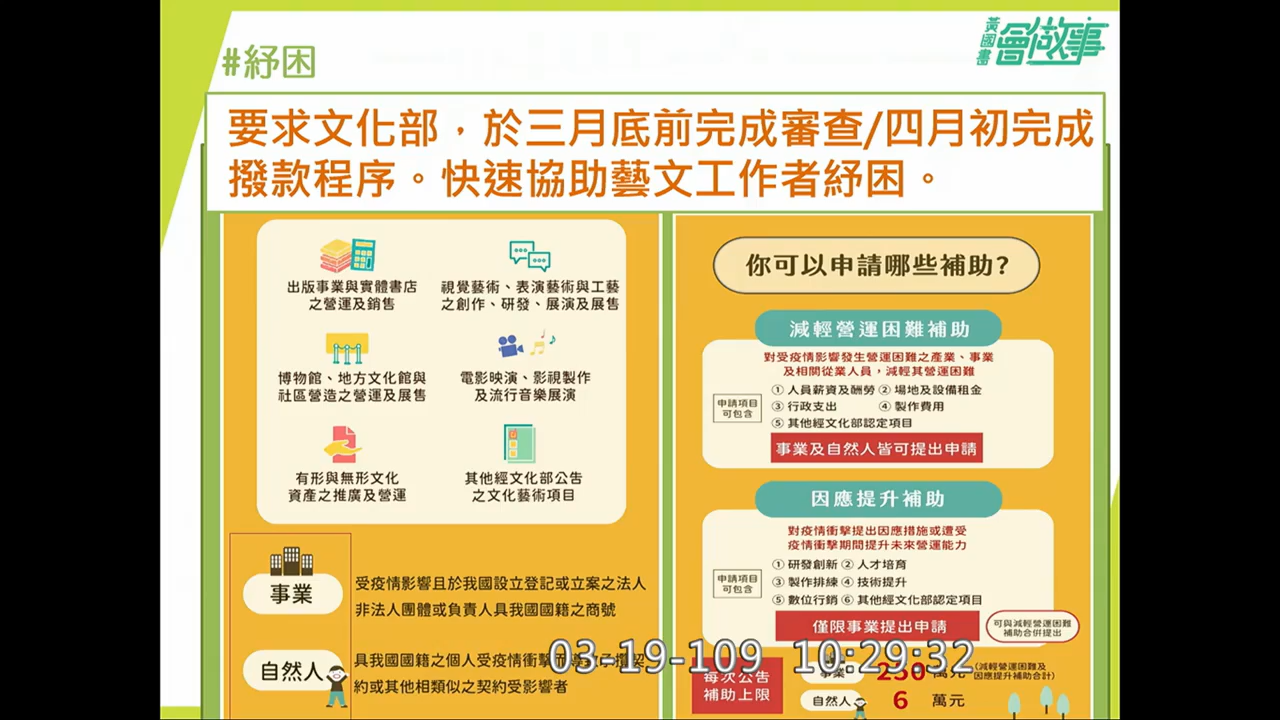 黃國書
會做事
#紓困
要求文化部，於三月底前完成審查/四月初完成
撥款程序。快速協助藝文工作者紓困。
出版事業與實體書店
之營運及銷售
視覺藝術、表演藝術與工藝
之創作、研發、展演及展售
博物館、地方文化館與
社區營造之營運及展售
電影映演、影視製作
及流行音樂展演
有形與無形文化
資產之推廣及營運
其他經文化部公告
之文化藝術項目
事業
受疫情影響且於我國設立登記或立案之法人
非法人團體或負責人具我國國籍之商號
自然人
具我國國籍之個人受疫情衝擊
約或其他相類似之契約受影響者
你可以申請哪些補助?
減輕營運困難補助
對受疫情影響發生營運困難之產業、事業
及相關從業人員，減輕其營運困難
申請項目
可包含
① 人員薪資及酬勞 ② 場地及設備租金
③ 行政支出 ④ 製作費用
⑤ 其他經文化部認定項目
事業及自然人皆可提出申請
因應提升補助
對疫情衝擊提出因應措施或遭受
疫情衝擊期間提升未來營運能力
申請項目
可包含
① 研發創新 ② 人才培育
③ 製作排練 ④ 技術提升
⑤ 數位行銷 ⑥ 其他經文化部認定項目
僅限事業提出申請
可與減輕營運困難
補助合併提出
每次公告
補助上限
事業
250 萬元
(減輕營運困難及
因應提升補助合計)
自然人
6 萬元
03-19-109 10:29:32